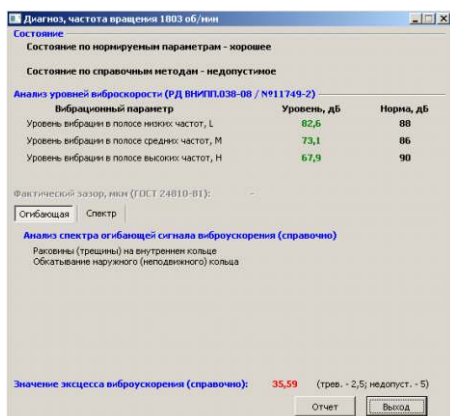 Диагноз, частота вращения 1803 об/мин
Состояние
Состояние по нормируемым параметрам - хорошее
Состояние по справочным методам - недопустимое
Анализ уровней виброскорости (РД ВНИПП.038-08 / №11749-2)
Вибрационный параметр Уровень, дБ Норма, дБ
Уровень вибрации в полосе низких частот, L 82,6 88
Уровень вибрации в полосе средних частот, M 73,1 86
Уровень вибрации в полосе высоких частот, H 67,9 90
Фактический зазор, мкм (ГОСТ 24810-81): -
Огибающая Спектр
Анализ спектра огибающей сигнала виброускорения (справочно)
Раковины (трещины) на внутреннем кольце
Обкатывание наружного (неподвижного) кольца
Значение эксцесса виброускорения (справочно): 35,59 (трев. - 2,5; недопуст. - 5)
Отчет Выход